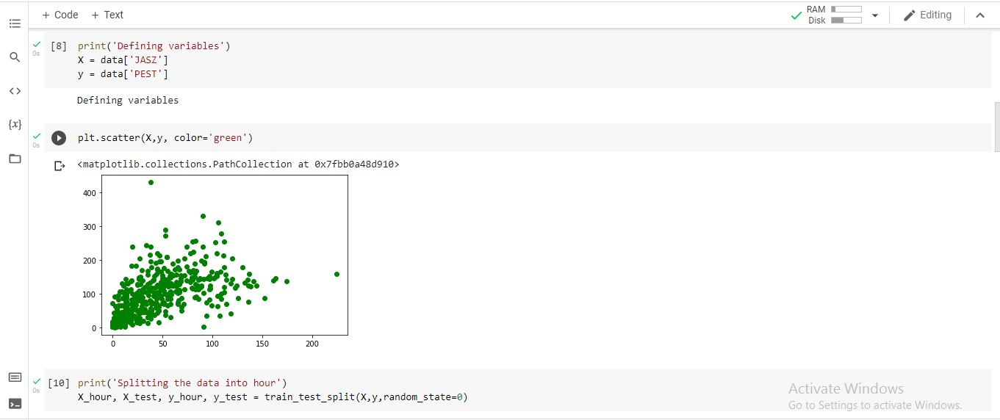 + Code + Text
RAM
Disk
Editing
[8] print('Defining variables')
0s
X = data['JASZ']
y = data['PEST']
Defining variables
{x}
plt.scatter(X,y, color='green')
0s
<matplotlib.collections.PathCollection at 0x7fbb0a48d910>
400
300
200
100
0
0 50 100 150 200
[10] print('Splitting the data into hour')
0s
X_hour, X_test, y_hour, y_test = train_test_split(X,y,random_state=0)
Activate Windows
Go to Settings to activate Windows.